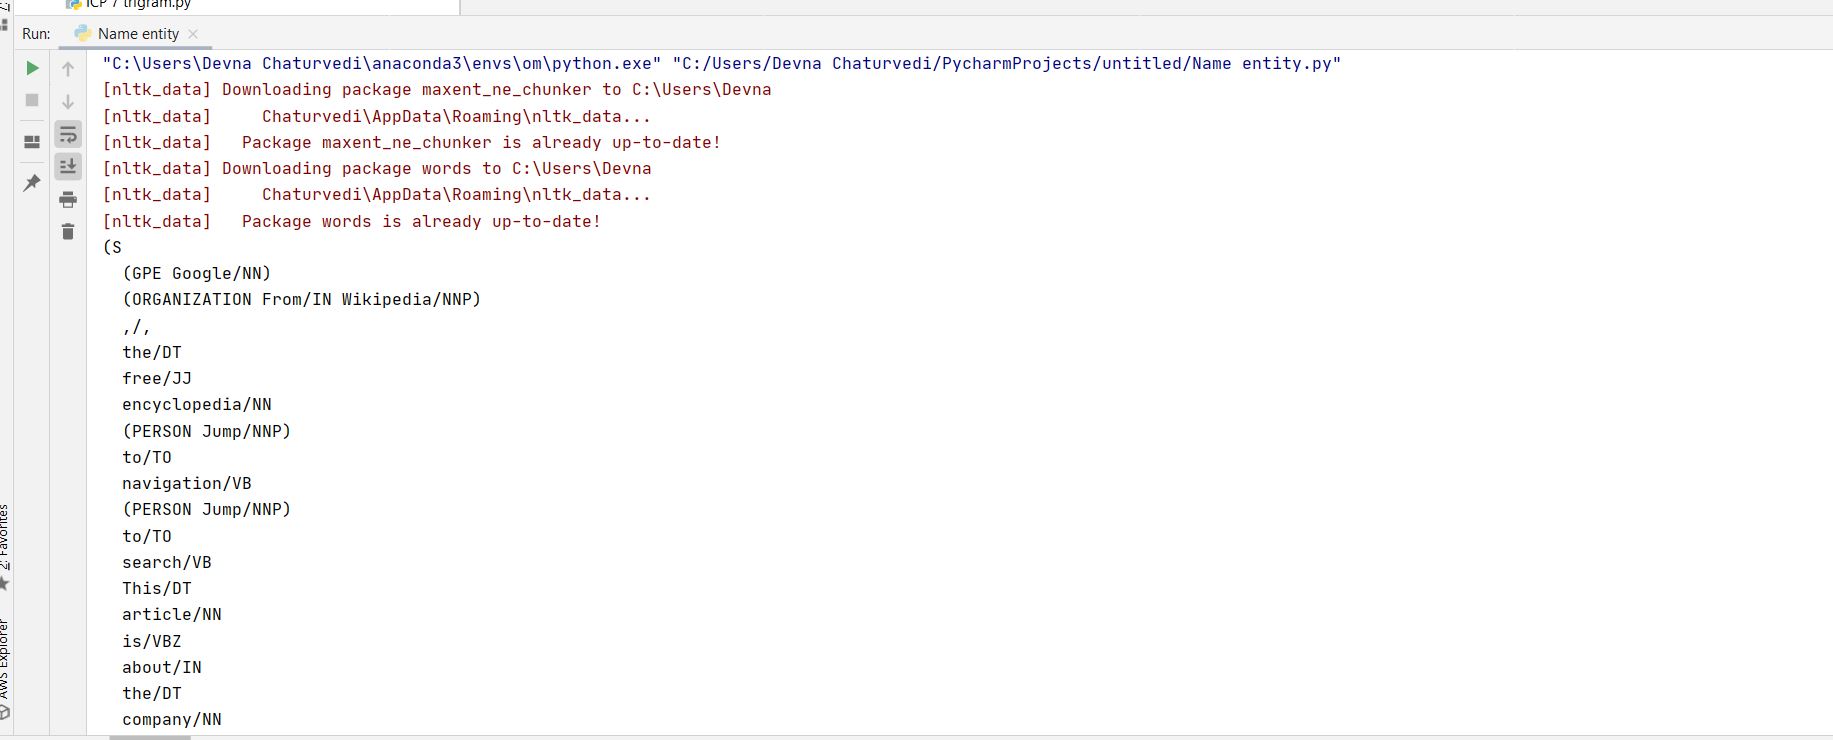 ICP 7 trigram.py
Run: Name entity
"C:\Users\Devna Chaturvedi\anaconda3\envs\om\python.exe" "C:/Users/Devna Chaturvedi/PycharmProjects/untitled/Name entity.py"
[nltk_data] Downloading package maxent_ne_chunker to C:\Users\Devna
[nltk_data]     Chaturvedi\AppData\Roaming\nltk_data...
[nltk_data]   Package maxent_ne_chunker is already up-to-date!
[nltk_data] Downloading package words to C:\Users\Devna
[nltk_data]     Chaturvedi\AppData\Roaming\nltk_data...
[nltk_data]   Package words is already up-to-date!
(S
  (GPE Google/NN)
  (ORGANIZATION From/IN Wikipedia/NNP)
  ,/,
  the/DT
  free/JJ
  encyclopedia/NN
  (PERSON Jump/NNP)
  to/TO
  navigation/VB
  (PERSON Jump/NNP)
  to/TO
  search/VB
  This/DT
  article/NN
  is/VBZ
  about/IN
  the/DT
  company/NN
2: Favorites
AWS Explorer